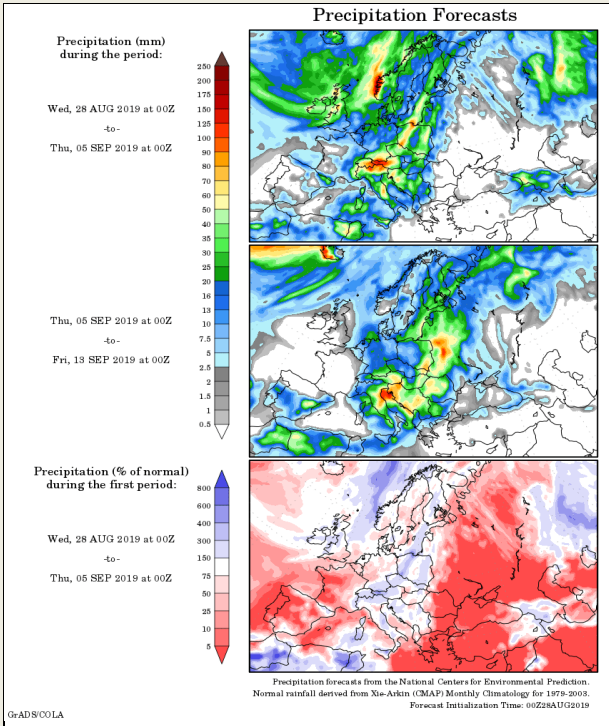 Precipitation Forecasts
Precipitation (mm)
during the period:
Wed, 28 AUG 2019 at 00Z
-to-
Thu, 05 SEP 2019 at 00Z
250
200
175
150
125
100
90
80
70
60
50
40
35
30
25
20
16
13
10
7.5
5
2.5
2
1.5
1
0.5
Thu, 05 SEP 2019 at 00Z
-to-
Fri, 13 SEP 2019 at 00Z
Precipitation (% of normal)
during the first period:
Wed, 28 AUG 2019 at 00Z
-to-
Thu, 05 SEP 2019 at 00Z
800
600
400
300
150
75
50
25
10
5
Precipitation forecasts from the National Centers for Environmental Prediction.
Normal rainfall derived from Xie-Arkin (CMAP) Monthly Climatology for 1979-2003.
Forecast Initialization Time: 00Z28AUG2019
GrADS/COLA